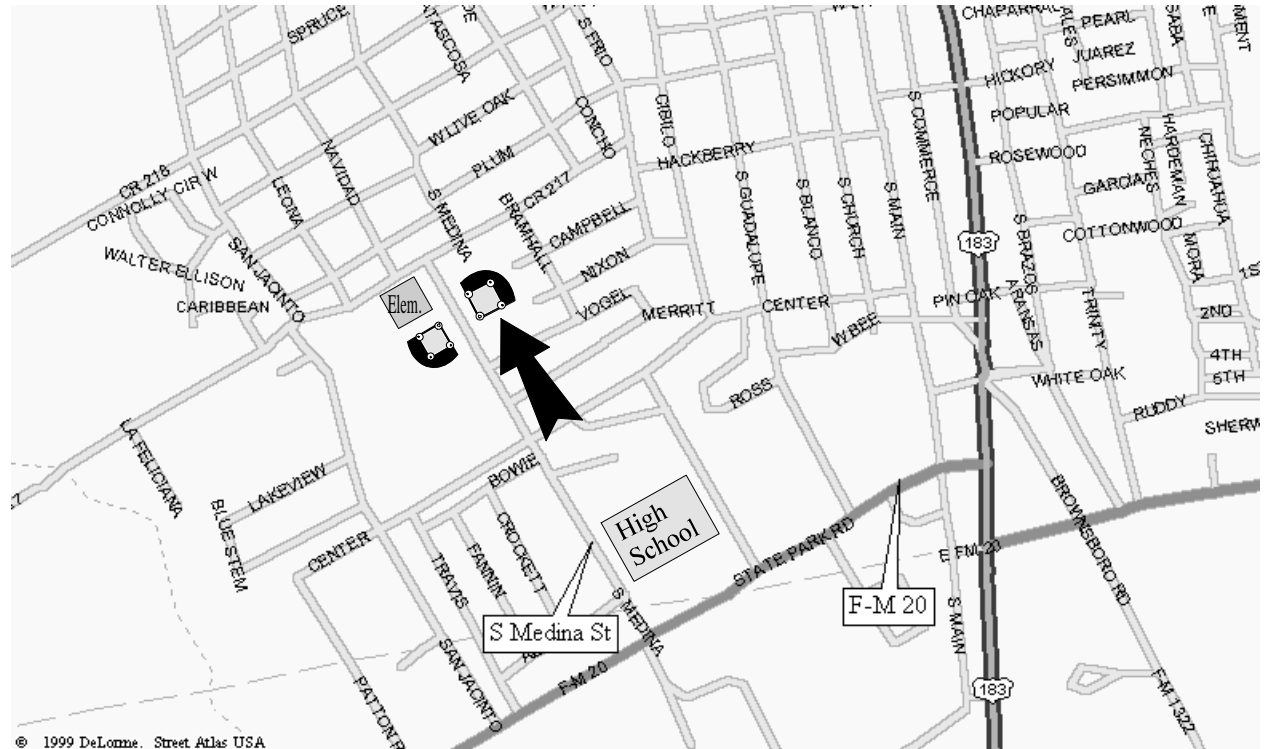 SPRUCE
ATASCOSA
S FRIO
CHAPARRAL
PEARL
JUAREZ
HICKORY
PERSIMMON
POPULAR
ROSEWOOD
GARCIA
COTTONWOOD
NECHES
HARDEMAN
CHIHUAHUA
MORA
W LIVE OAK
CONCHO
CIBILO
S COMMERCE
HACKBERRY
PLUM
NAVIDAD
CR 216
CONNOLLY CIR W
LEONA
S MEDINA
BRAMHALL
CR 217
CAMPBELL
NIXON
VOGEL
MERRITT
CENTER
S GUADALUPE
S BLANCO
S CHURCH
S MAIN
183
S BRAZOS
ARANSAS
TRINITY
PIN OAK
2ND
4TH
5TH
WALTER ELLISON
CARIBBEAN
SAN JACINTO
Elem.
W BEE
ROSS
WHITE OAK
RUDDY
LA FELICIANA
LAKEVIEW
BLUE STEM
CENTER
BOWIE
CROCKETT
FANNIN
TRAVIS
High
School
STATE PARK RD
E FM 20
BROWNSBORO RD
F-M 20
S Medina St
S MEDINA
S MAIN
F-M 20
SAN JACINTO
183
F-M 1322
© 1999 DeLorme. Street Atlas USA